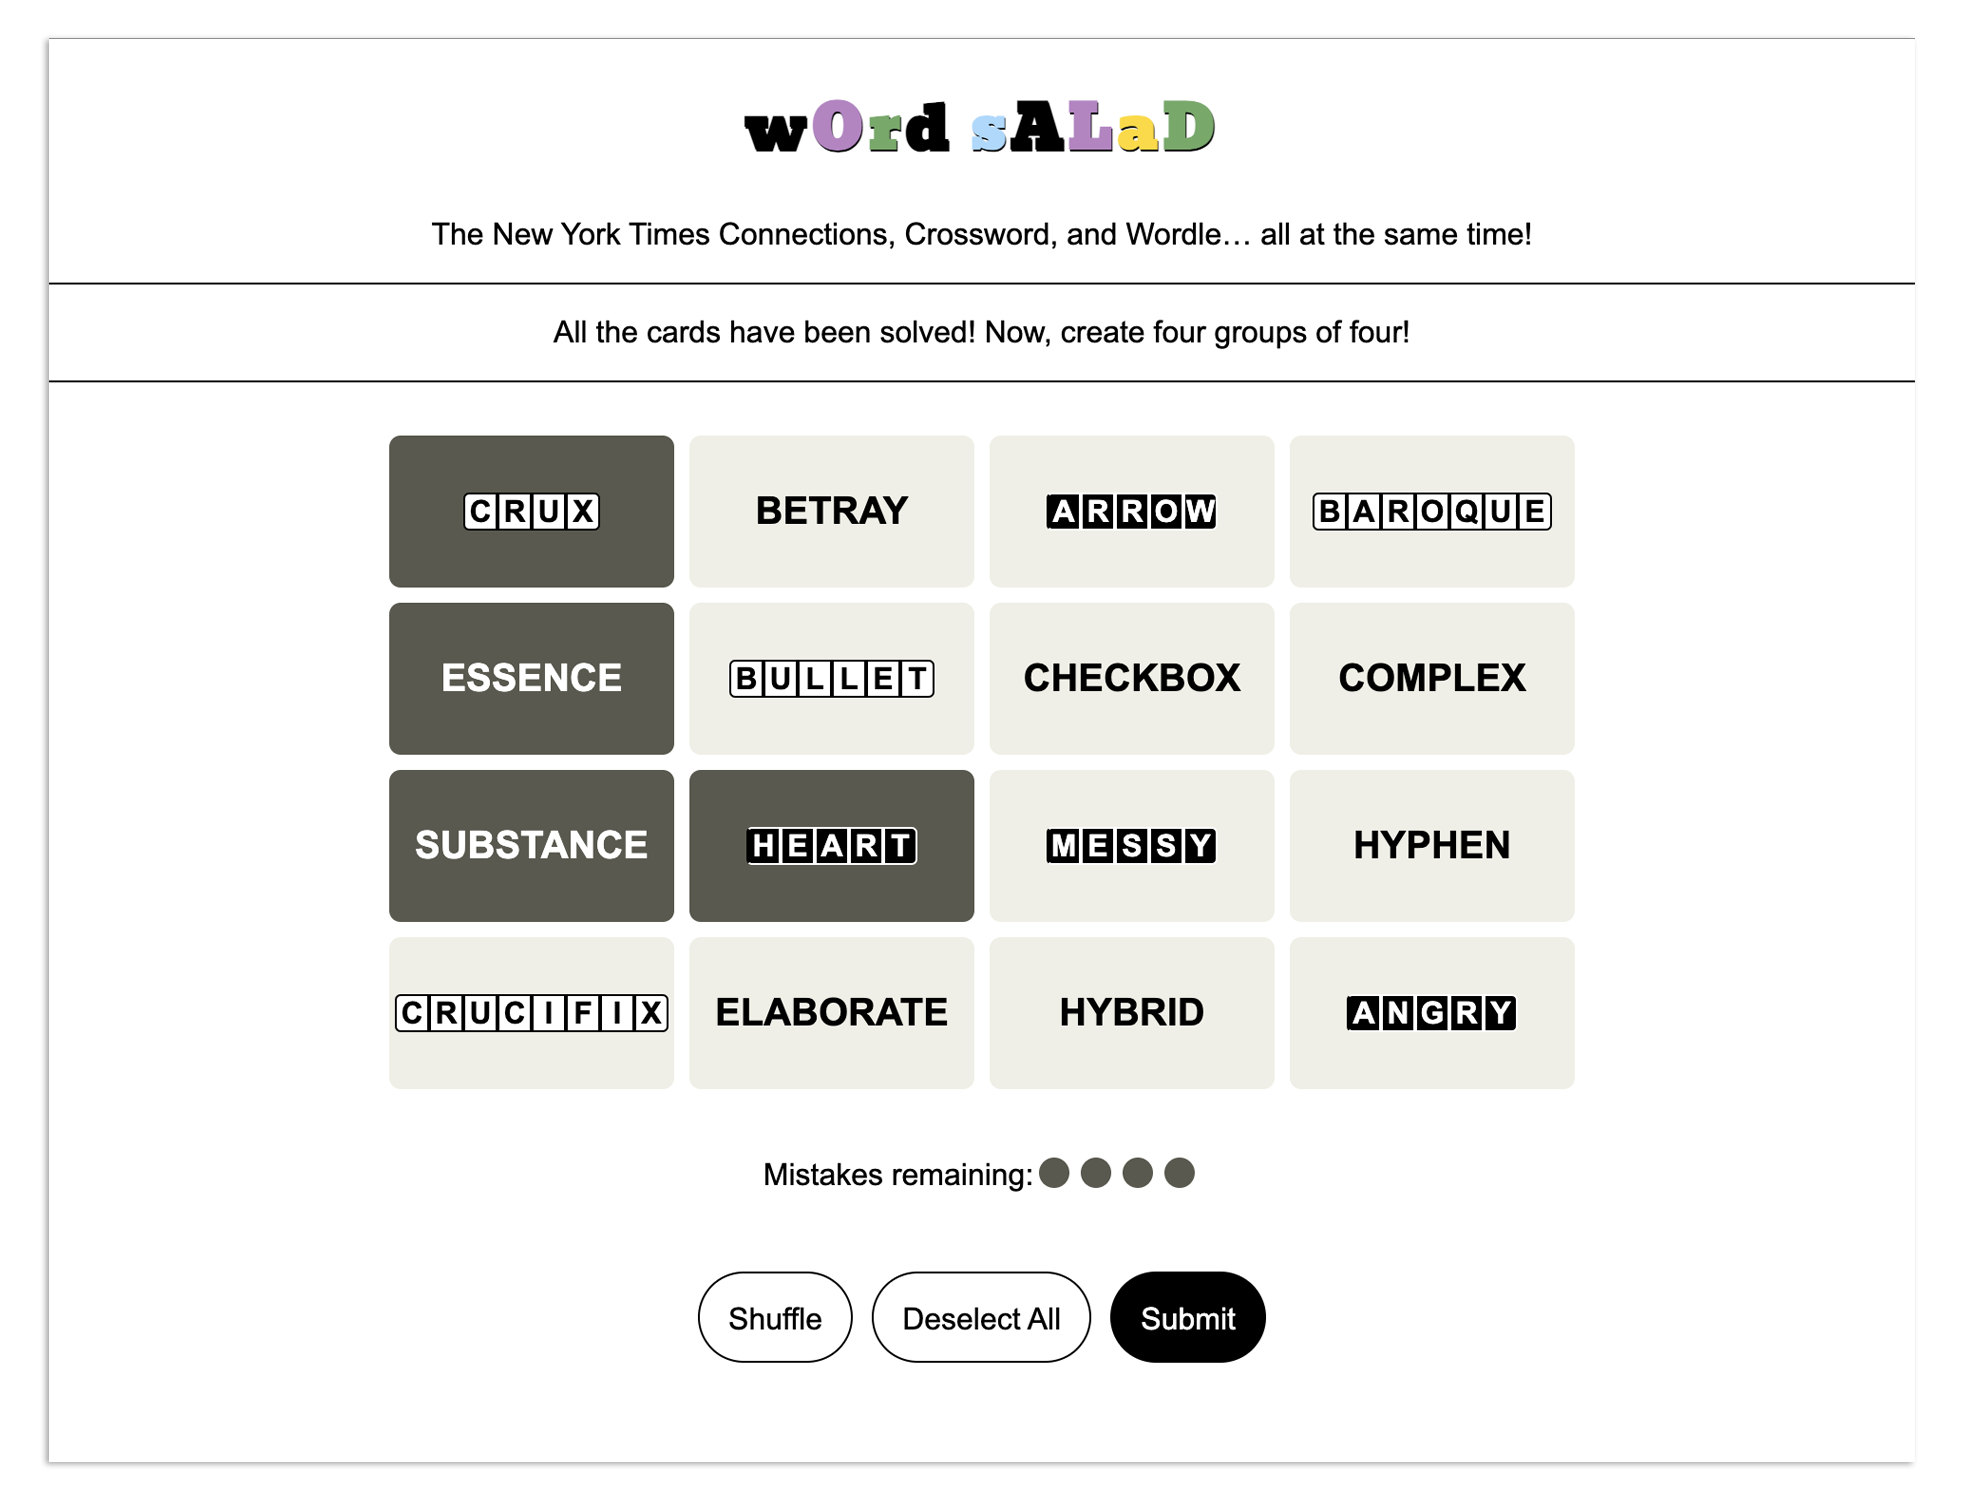 wOrd sALaD
The New York Times Connections, Crossword, and Wordle… all at the same time!
All the cards have been solved! Now, create four groups of four!
CRUX BETRAY ARROW BAROQUE
ESSENCE BULLET CHECKBOX COMPLEX
SUBSTANCE HEART MESSY HYPHEN
CRUCIFIX ELABORATE HYBRID ANGRY
Mistakes remaining:
Shuffle Deselect All Submit